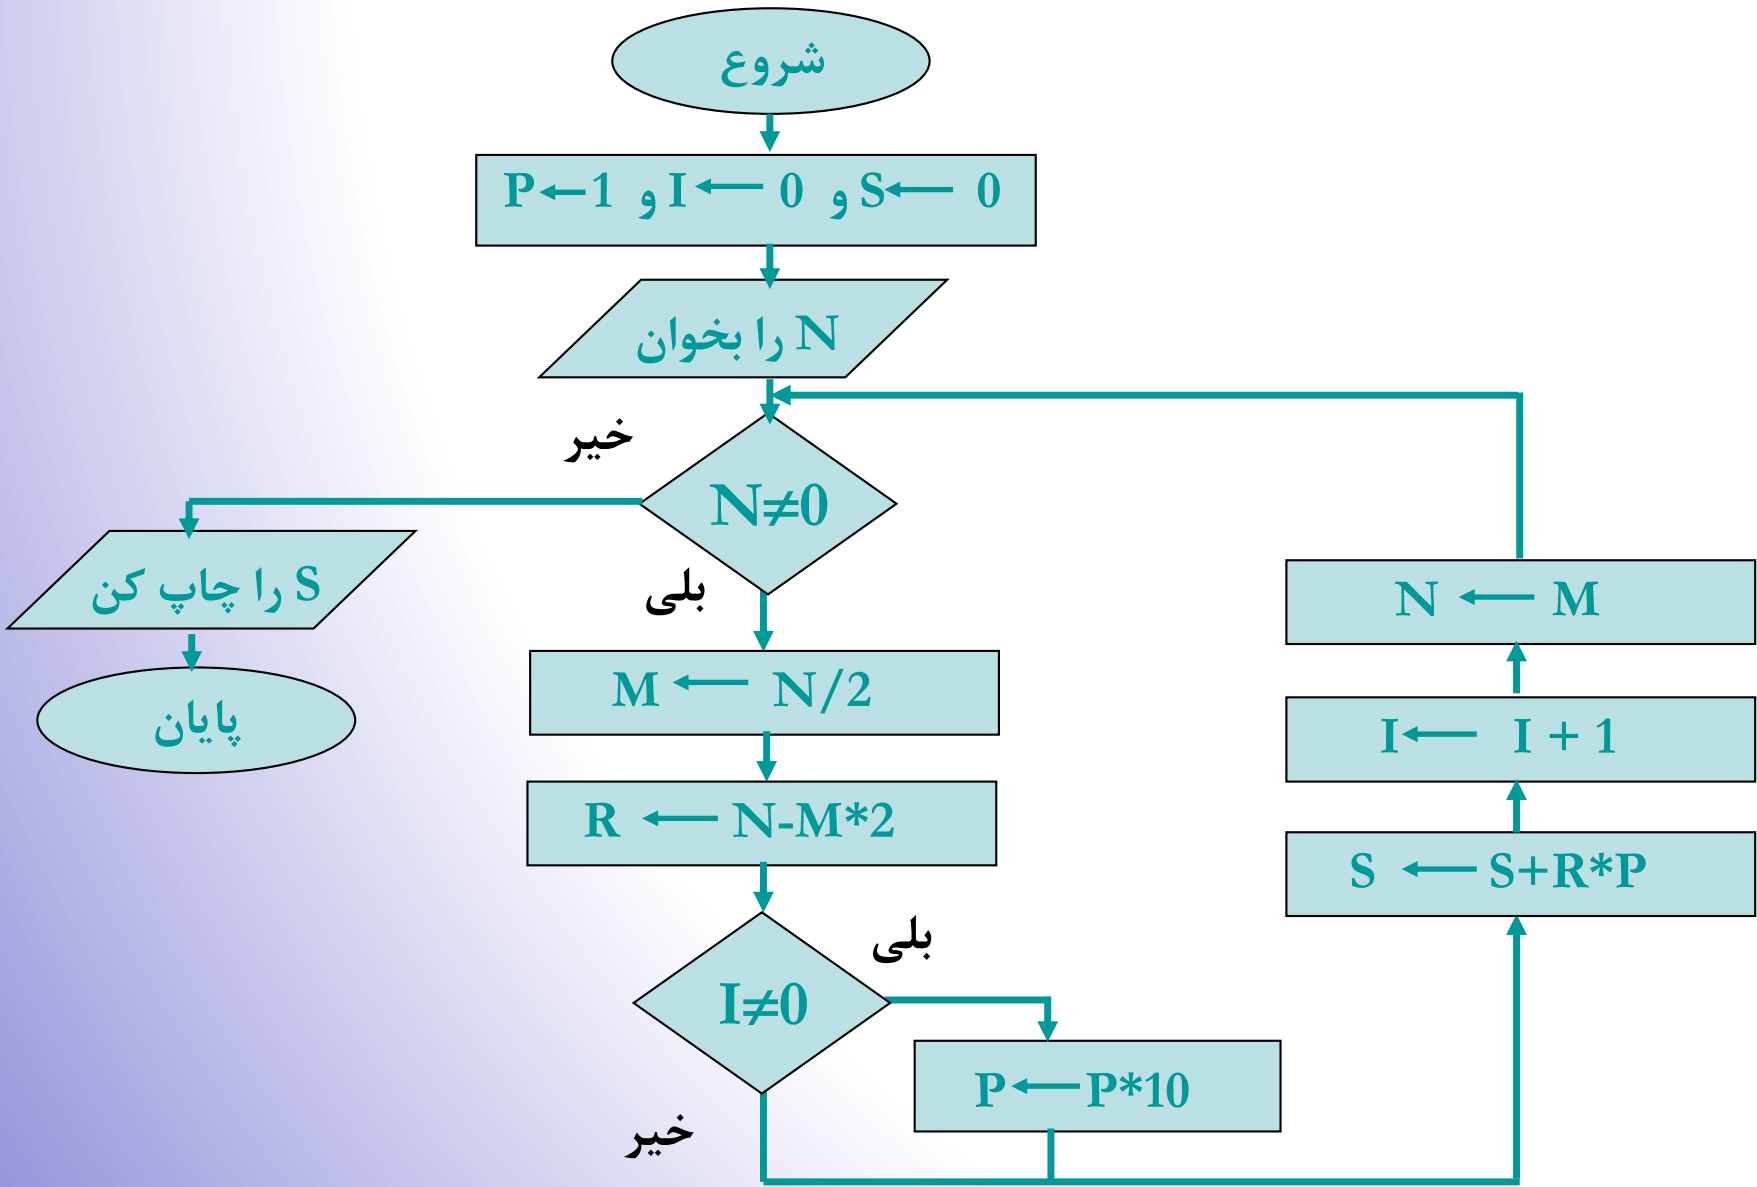 شروع
P←1 و I← 0 و S← 0
N را بخوان
خیر
N≠0
بلی
S را چاپ کن
پایان
M ← N/2
R ← N-M*2
I≠0
بلی
خیر
P← P*10
S ← S+R*P
I← I + 1
N ← M